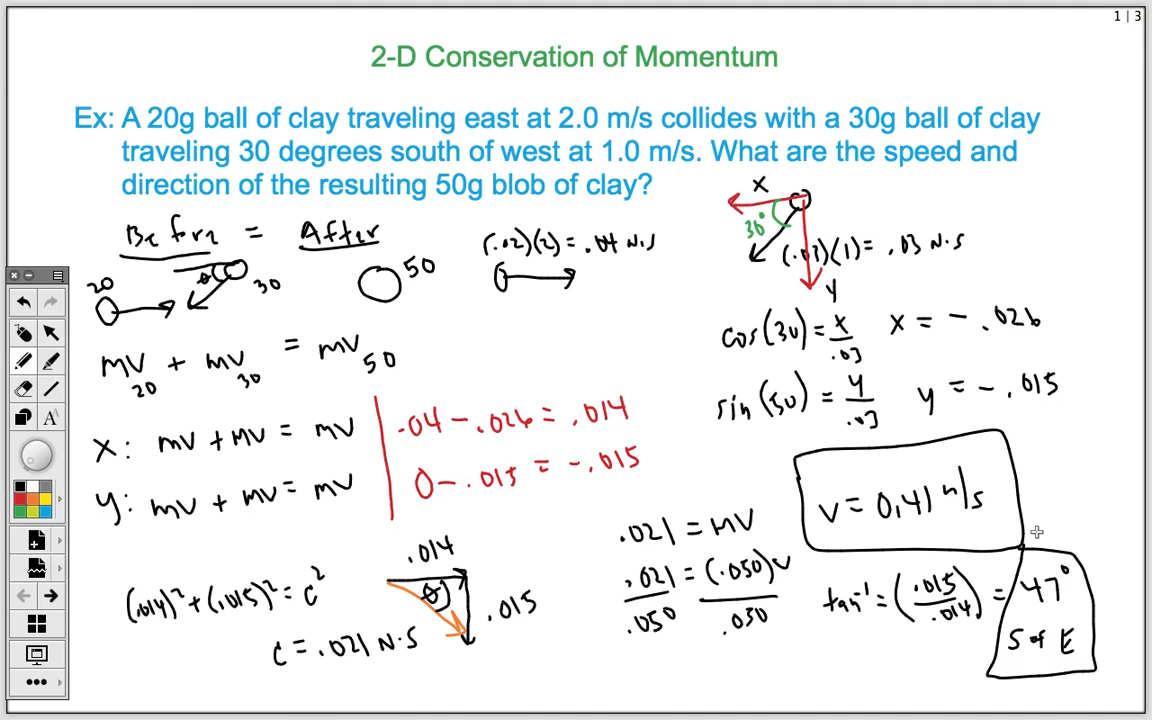 1 | 3
2-D Conservation of Momentum
Ex: A 20g ball of clay traveling east at 2.0 m/s collides with a 30g ball of clay
traveling 30 degrees south of west at 1.0 m/s. What are the speed and
direction of the resulting 50g blob of clay?
Before = After
20
θ
30
50
(.02)(2) = .04 N·S
X
30°
(.03)(1) = .03 N·S
Y
mv20 + mv30 = mv50
cos(30) = x/.03 x = - .026
sin(30) = y/.03 y = - .015
X: mv + mv = mv
.04 - .026 = .014
Y: mv + mv = mv
0 - .015 = -.015
(.014)² + (.015)² = c²
c = .021 N·S
.014
θ
.015
.021 = mv
.021 = (.050)v
.050 .050
v = 0.41 m/s
tan⁻¹ = (.015/.014) = 47°
S of E
A